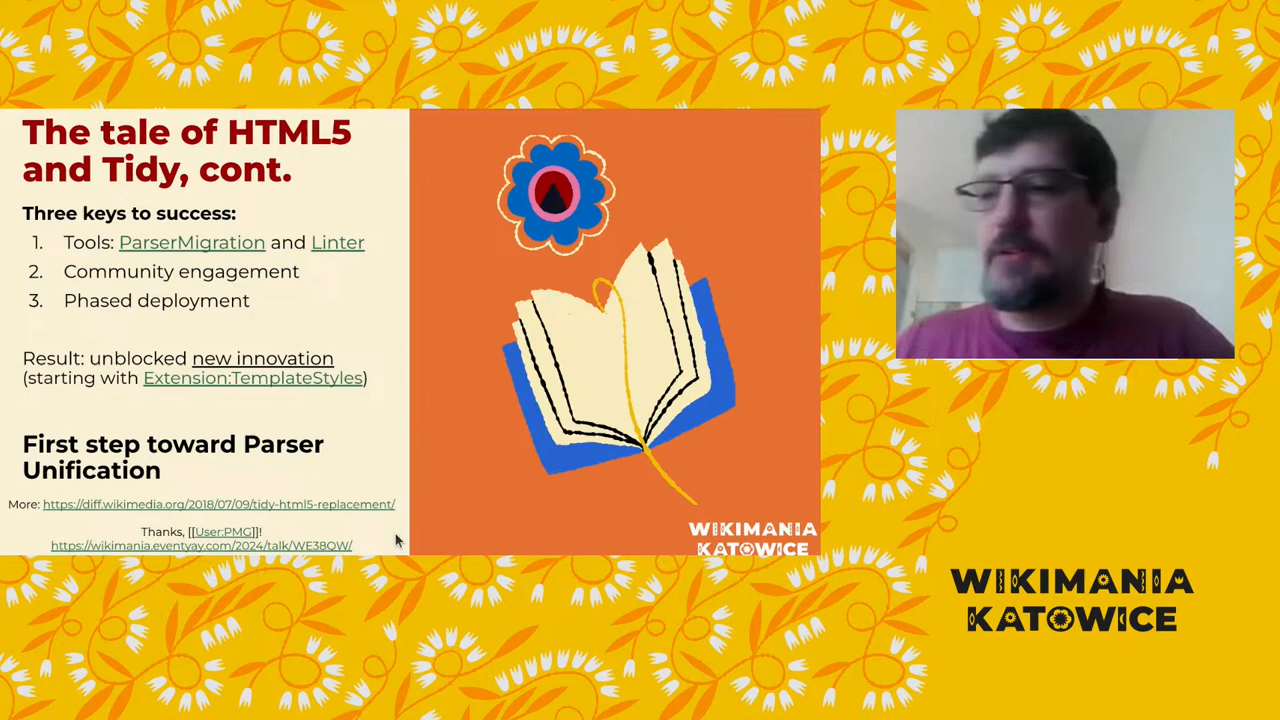 The tale of HTML5
and Tidy, cont.
Three keys to success:
1. Tools: ParserMigration and Linter
2. Community engagement
3. Phased deployment
Result: unblocked new innovation
(starting with Extension:TemplateStyles)
First step toward Parser
Unification
More: https://diff.wikimedia.org/2018/07/09/tidy-html5-replacement/
Thanks, [[User:PMG]]!
https://wikimania.eventyay.com/2024/talk/WE38QW/
WIKIMANIA
KATOWICE
WIKIMANIA
KATOWICE